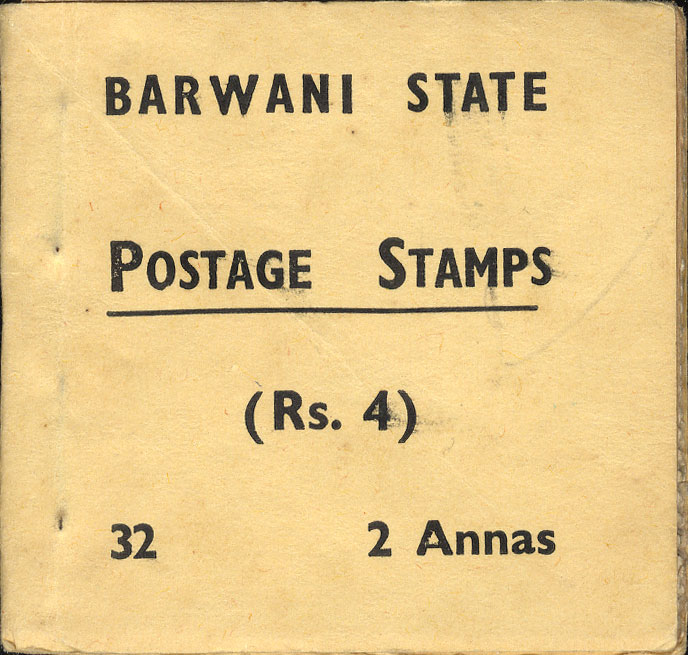 BARWANI STATE
POSTAGE STAMPS
(Rs. 4)
32 2 Annas